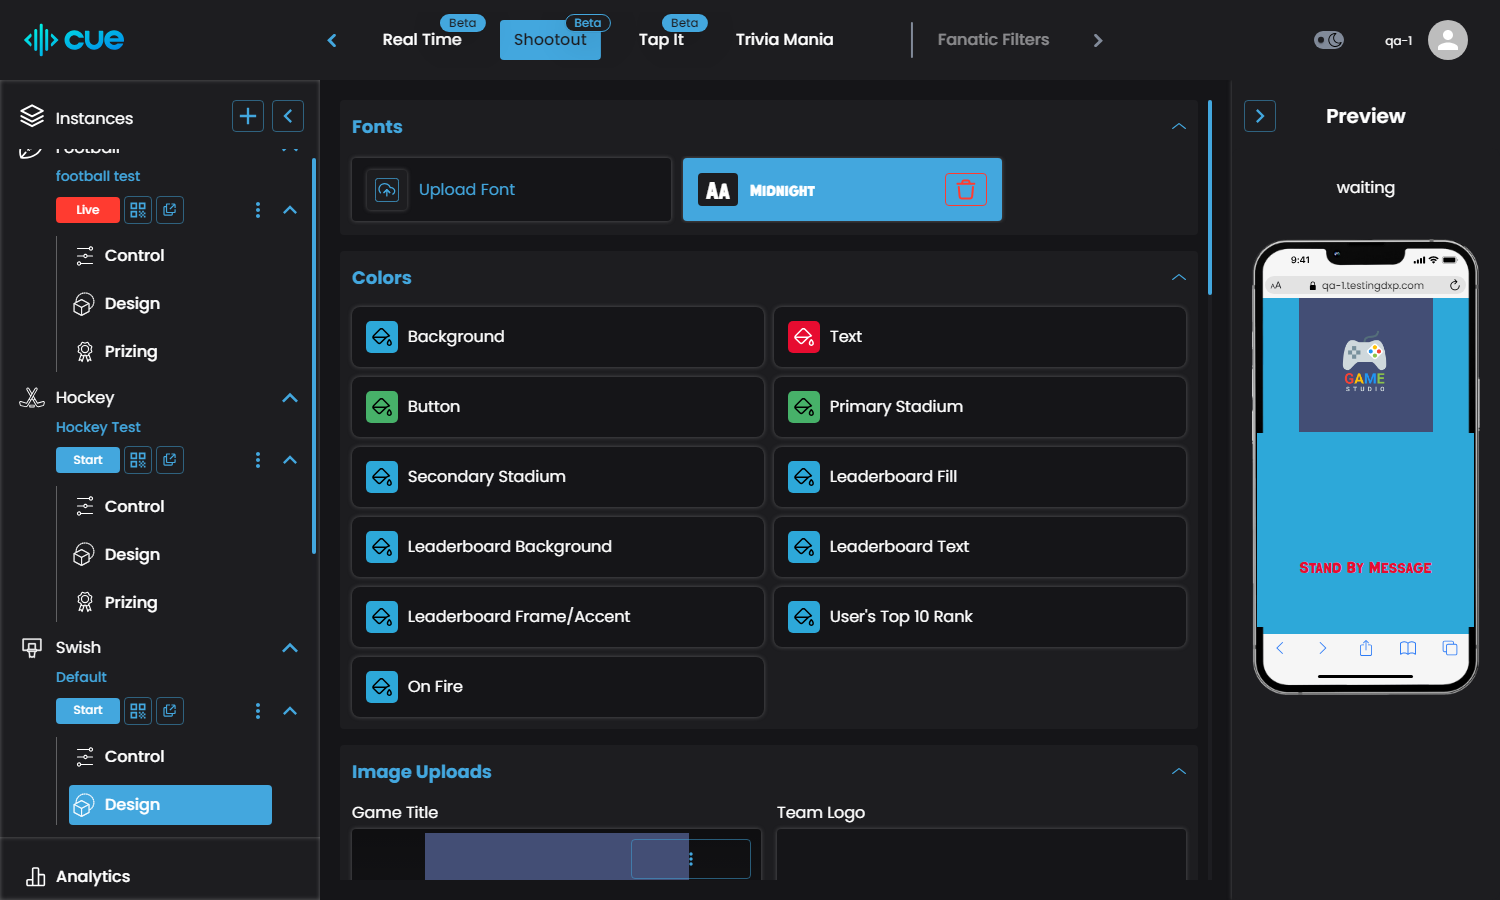 cue
Real Time
Beta
Shootout
Beta
Tap It
Beta
Trivia Mania
Fanatic Filters
qa-1
Instances
Football
football test
Live
Control
Design
Prizing
Hockey
Hockey Test
Start
Control
Design
Prizing
Swish
Default
Start
Control
Design
Analytics
Fonts
Upload Font
AA
Midnight
Colors
Background
Text
Button
Primary Stadium
Secondary Stadium
Leaderboard Fill
Leaderboard Background
Leaderboard Text
Leaderboard Frame/Accent
User's Top 10 Rank
On Fire
Image Uploads
Game Title
Team Logo
Preview
waiting
9:41
AA
qa-1.testingdxp.com
GAME
STUDIO
Stand By Message